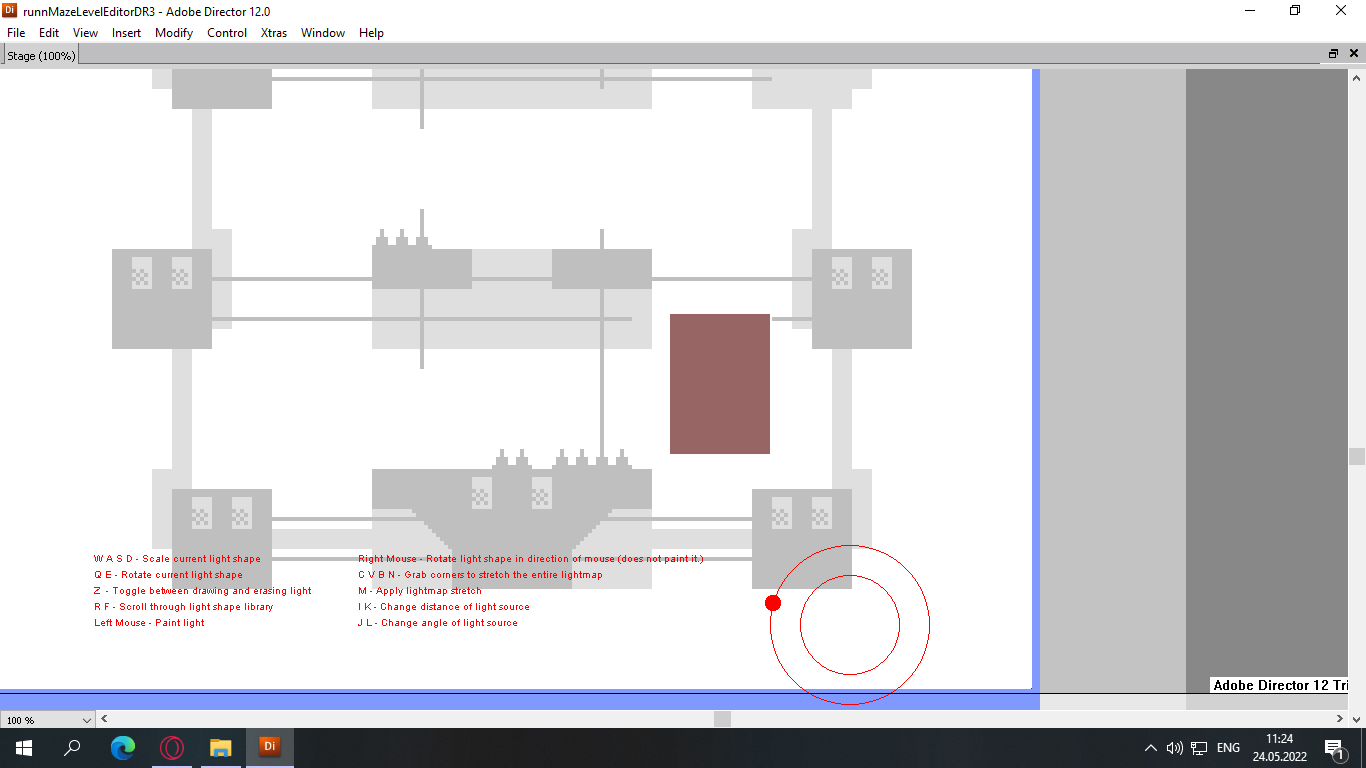 runnMazeLevelEditorDR3 - Adobe Director 12.0
File Edit View Insert Modify Control Xtras Window Help
Stage (100%)
W A S D - Scale current light shape
Q E - Rotate current light shape
Z - Toggle between drawing and erasing light
R F - Scroll through light shape library
Left Mouse - Paint light
Right Mouse - Rotate light shape in direction of mouse (does not paint it.)
C V B N - Grab corners to stretch the entire lightmap
M - Apply lightmap stretch
I K - Change distance of light source
J L - Change angle of light source
Adobe Director 12 Tri
100 %
Di
ENG
11:24
24.05.2022
1